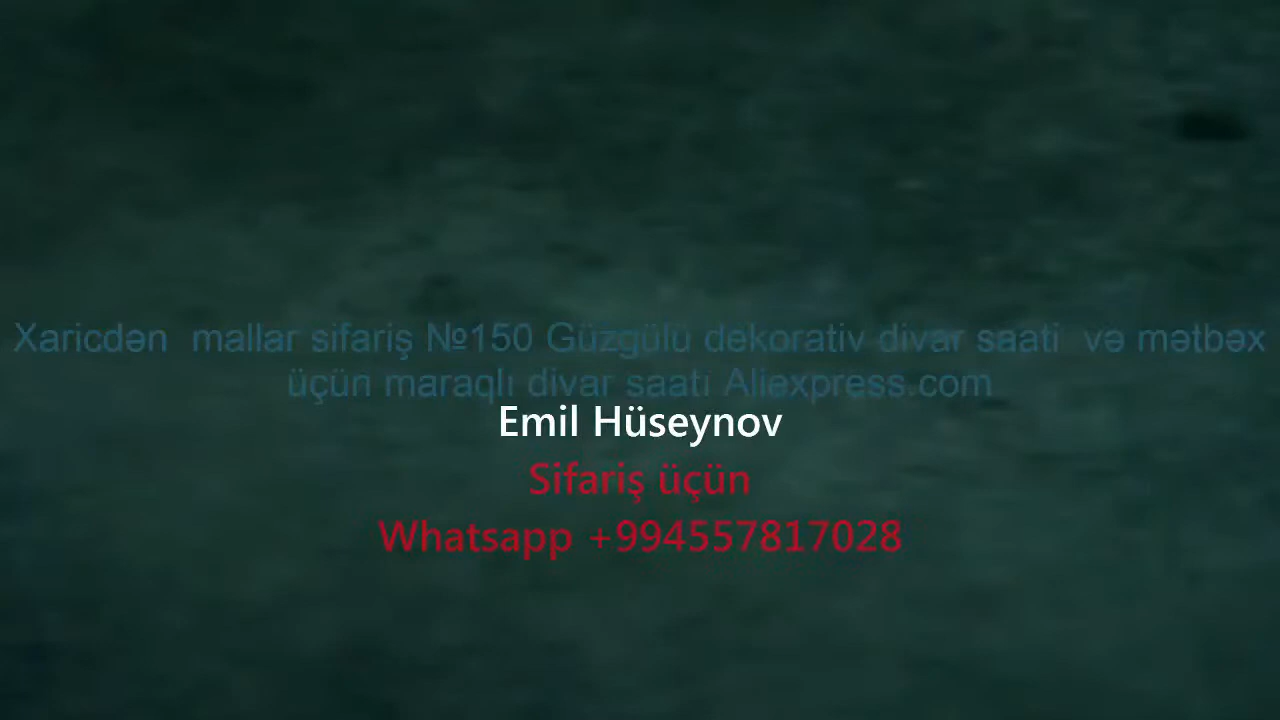 Xaricdən mallar sifariş №150 Güzgülü dekorativ divar saati və mətbəx
üçün maraqlı divar saatı Aliexpress.com
Emil Hüseynov
Sifariş üçün
Whatsapp +994557817028